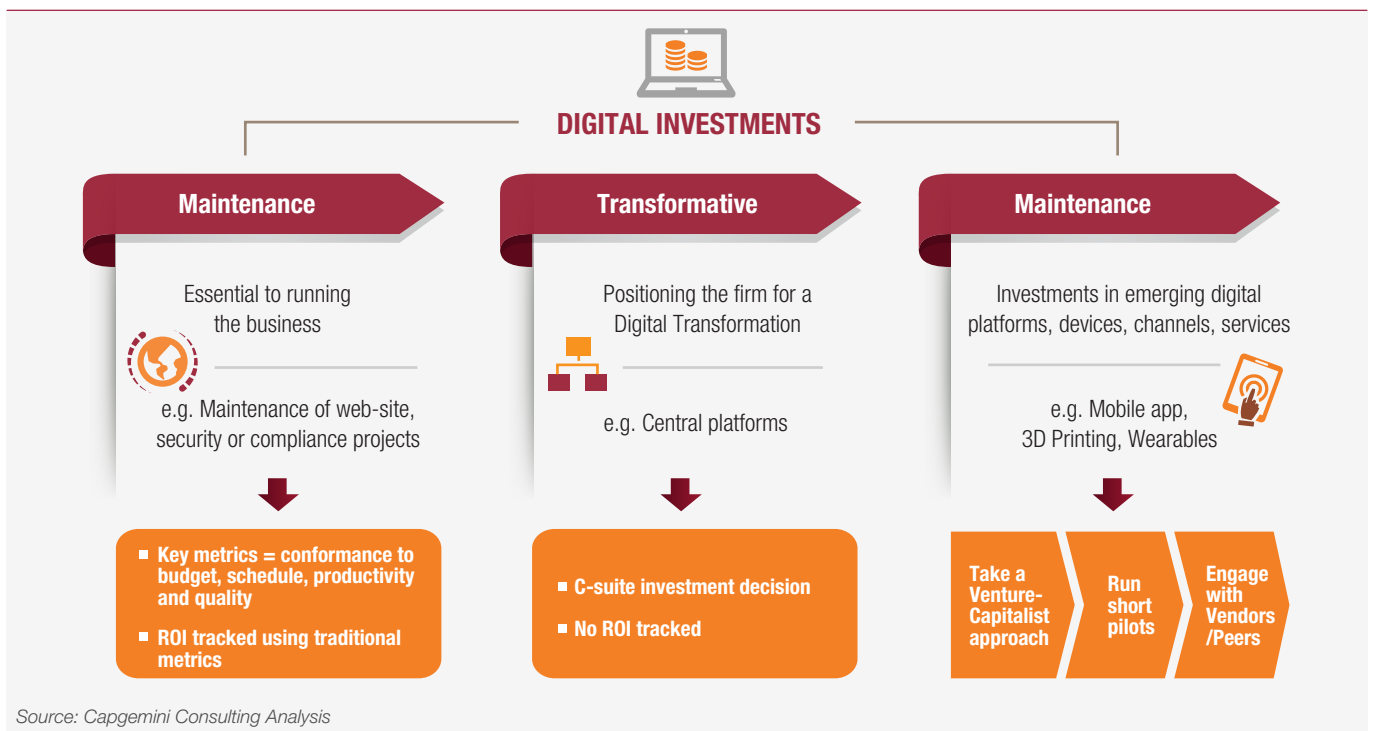 DIGITAL INVESTMENTS
Maintenance
Essential to running
the business
e.g. Maintenance of web-site,
security or compliance projects
Key metrics = conformance to
budget, schedule, productivity
and quality
ROI tracked using traditional
metrics
Transformative
Positioning the firm for a
Digital Transformation
e.g. Central platforms
C-suite investment decision
No ROI tracked
Maintenance
Investments in emerging digital
platforms, devices, channels, services
e.g. Mobile app,
3D Printing, Wearables
Take a
Venture-
Capitalist
approach
Run
short
pilots
Engage
with
Vendors
/Peers
Source: Capgemini Consulting Analysis